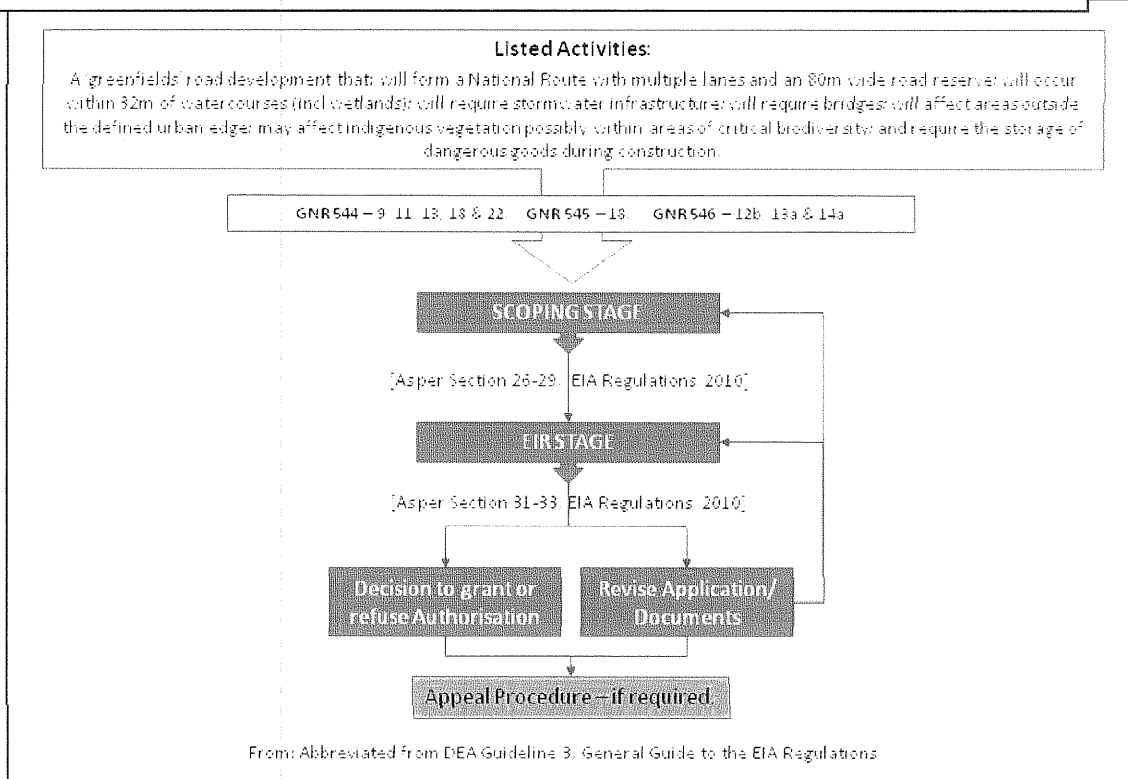 Listed Activities:
A 'greenfields' road development that: will form a National Route with multiple lanes and an 80m wide road reserve; will occur
within 32m of watercourses (incl wetlands); will require stormwater infrastructure; will require bridges; will affect areas outside
the defined urban edge; may affect indigenous vegetation possibly within areas of critical biodiversity; and require the storage of
dangerous goods during construction.
GNR 544 – 9, 11, 13, 18 & 22. GNR 545 – 18. GNR 546 – 12b, 13a & 14a
SCOPING STAGE
[As per Section 26-29, EIA Regulations, 2010]
EIR STAGE
[As per Section 31-33, EIA Regulations, 2010]
Decision to grant or
refuse Authorisation
Revise Application/
Documents
Appeal Procedure – if required.
From: Abbreviated from DEA Guideline 3, General Guide to the EIA Regulations